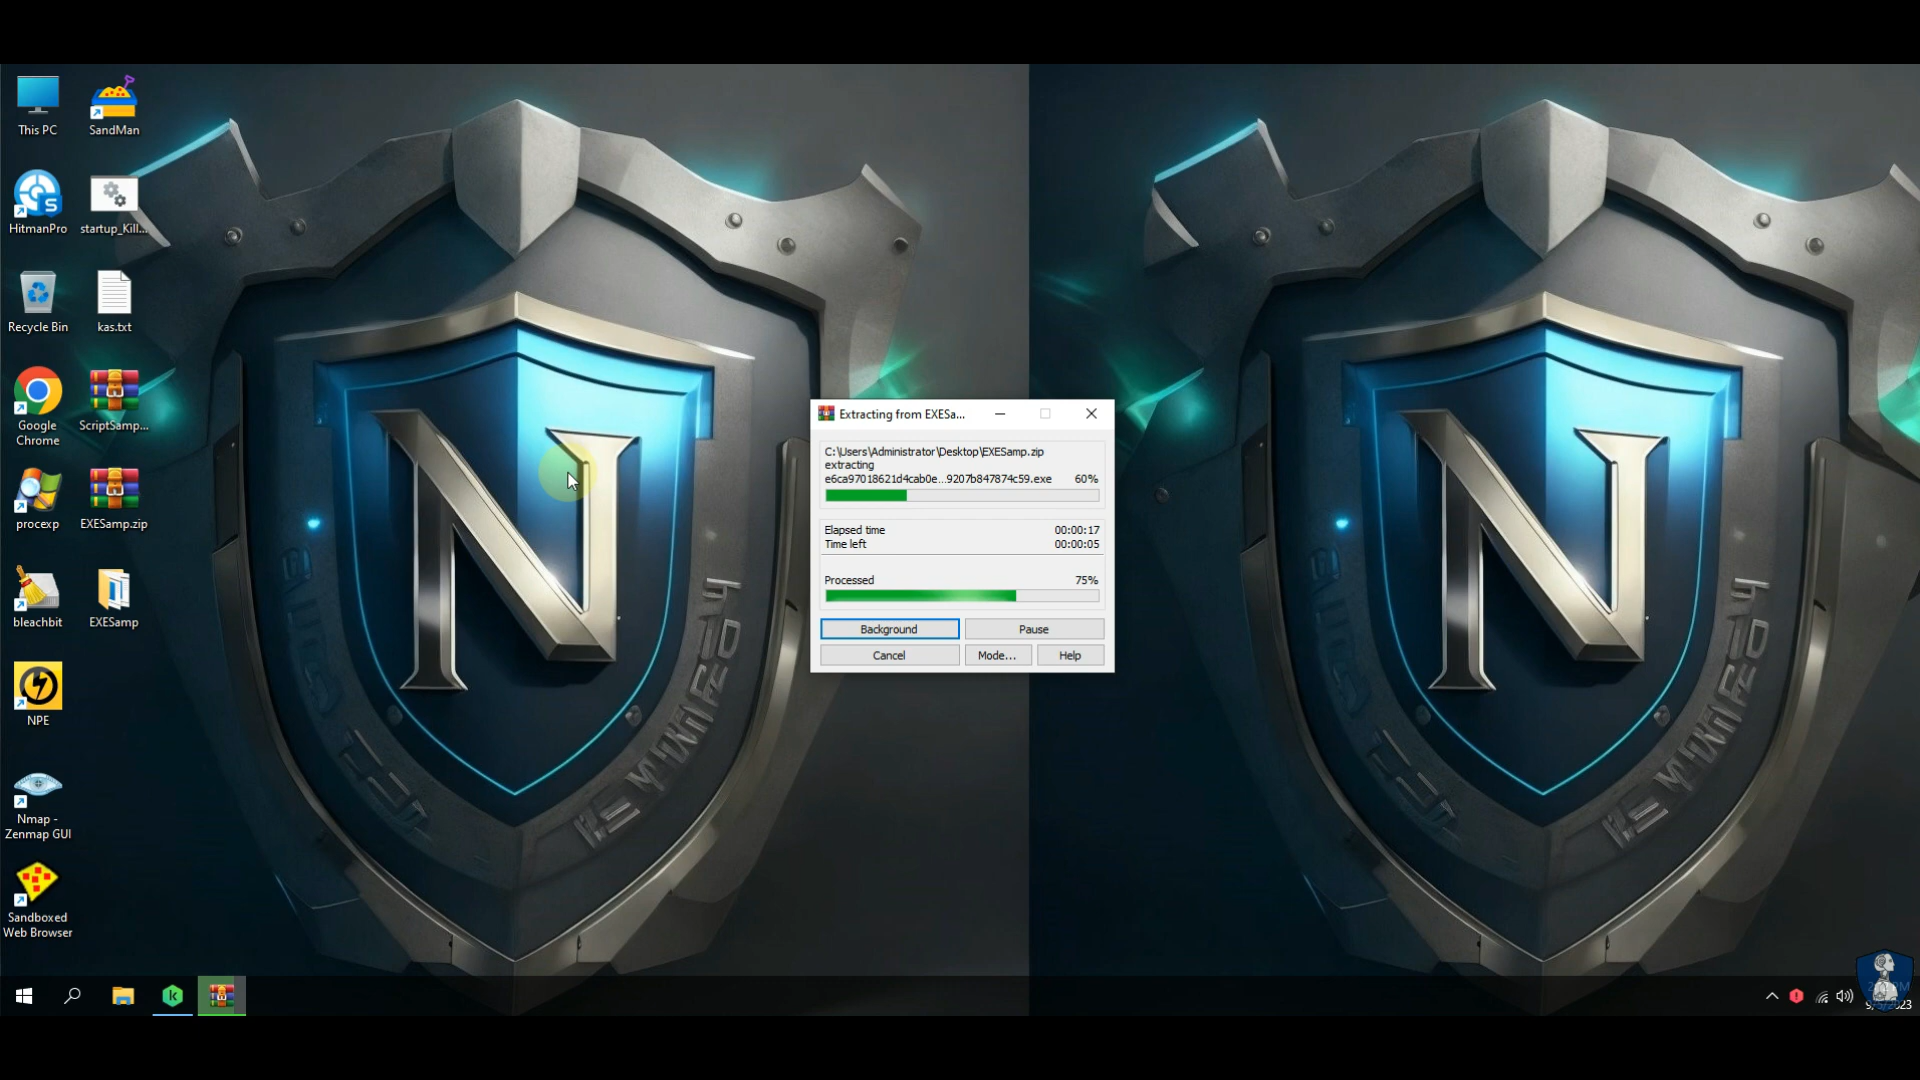 This PC
SandMan
HitmanPro
startup_Kill...
Recycle Bin
kas.txt
Google
Chrome
ScriptSamp...
procexp
EXESamp.zip
bleachbit
EXESamp
NPE
Nmap -
Zenmap GUI
Sandboxed
Web Browser
Extracting from EXESa...
C:\Users\Administrator\Desktop\EXESamp.zip
extracting
e6ca97018621d4cab0e...9207b847874c59.exe 60%
Elapsed time 00:00:17
Time left 00:00:05
Processed 75%
Background Pause
Cancel Mode... Help
N
N